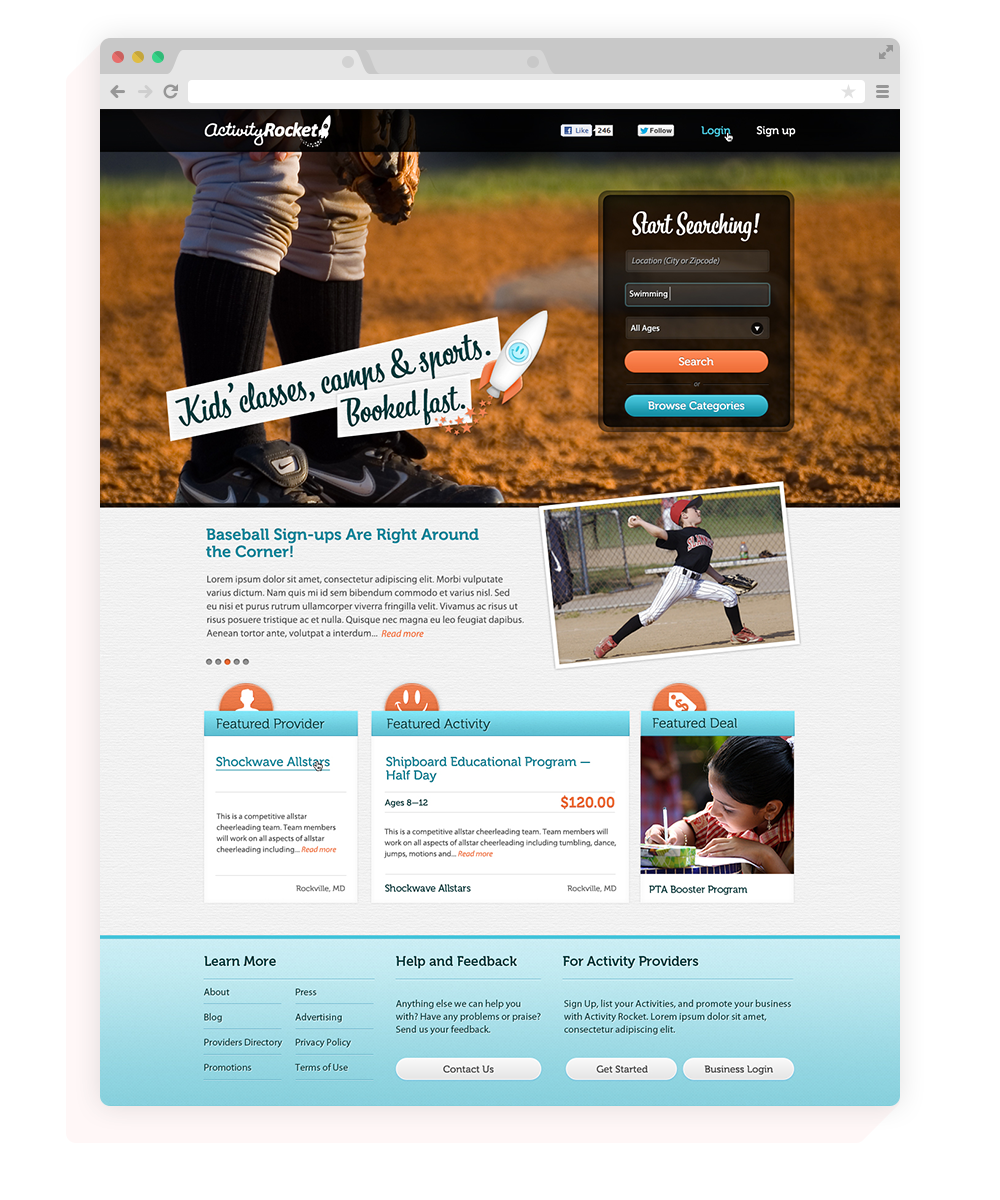 ActivityRocket
Like 246
Follow
Login
Sign up
Start Searching!
Location (City or Zipcode)
Swimming
All Ages
Search
or
Browse Categories
Kids' classes, camps & sports.
Booked fast.
Baseball Sign-ups Are Right Around
the Corner!
Lorem ipsum dolor sit amet, consectetur adipiscing elit. Morbi vulputate
varius dictum. Nam quis mi id sem bibendum commodo et varius nisl. Sed
eu nisi et purus rutrum ullamcorper viverra fringilla velit. Vivamus ac risus ut
risus posuere tristique ac et nulla. Quisque nec magna eu leo feugiat dapibus.
Aenean tortor ante, volutpat a interdum... Read more
Featured Provider
Shockwave Allstars
This is a competitive allstar
cheerleading team. Team members
will work on all aspects of allstar
cheerleading including... Read more
Rockville, MD
Featured Activity
Shipboard Educational Program —
Half Day
Ages 8—12
$120.00
This is a competitive allstar cheerleading team. Team members will
work on all aspects of allstar cheerleading including tumbling, dance,
jumps, motions and... Read more
Shockwave Allstars
Rockville, MD
Featured Deal
PTA Booster Program
Learn More
About
Press
Blog
Advertising
Providers Directory
Privacy Policy
Promotions
Terms of Use
Help and Feedback
Anything else we can help you
with? Have any problems or praise?
Send us your feedback.
Contact Us
For Activity Providers
Sign Up, list your Activities, and promote your business
with Activity Rocket. Lorem ipsum dolor sit amet,
consectetur adipiscing elit.
Get Started
Business Login